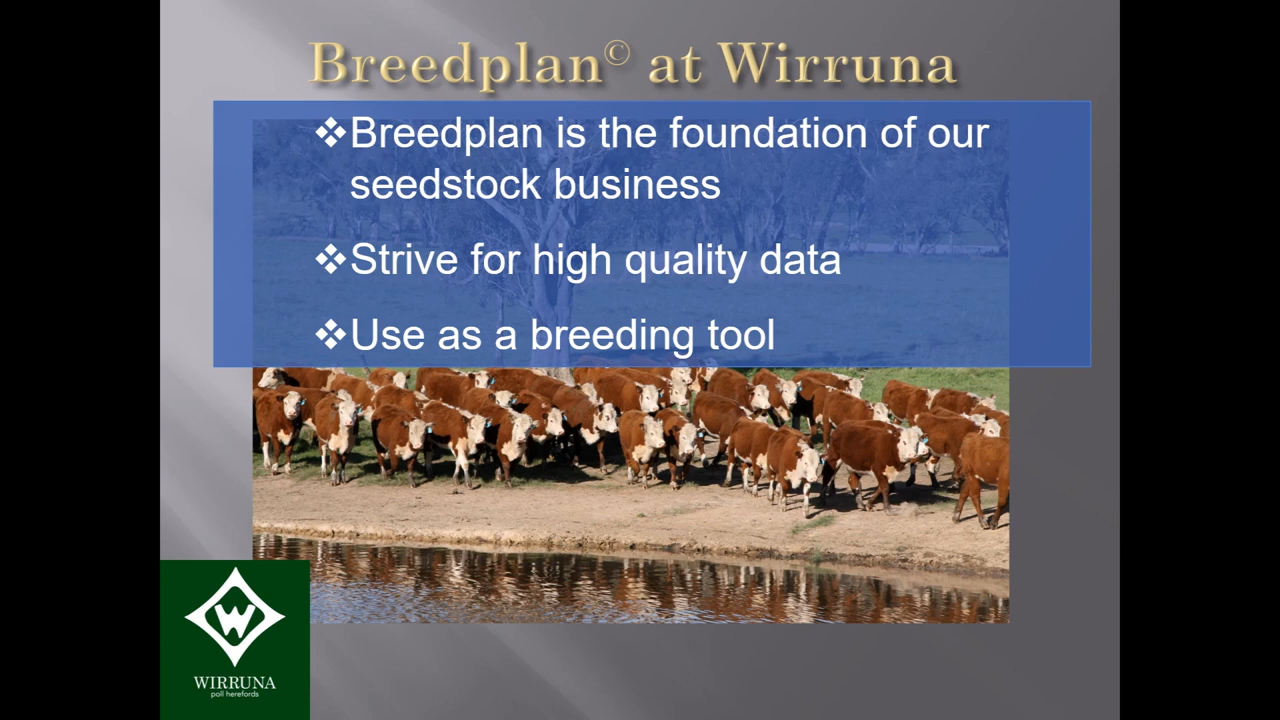 Breedplan© at Wirruna
❖Breedplan is the foundation of our
seedstock business
❖Strive for high quality data
❖Use as a breeding tool
W
WIRRUNA
poll herefords